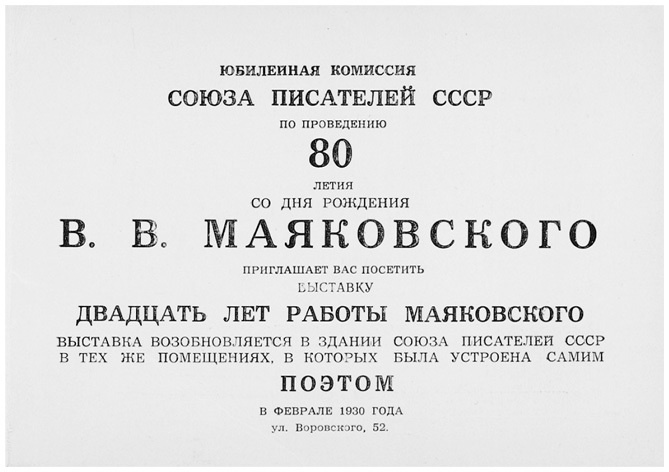 ЮБИЛЕЙНАЯ КОМИССИЯ
СОЮЗА ПИСАТЕЛЕЙ СССР
ПО ПРОВЕДЕНИЮ
80
ЛЕТИЯ
СО ДНЯ РОЖДЕНИЯ
В. В. МАЯКОВСКОГО
ПРИГЛАШАЕТ ВАС ПОСЕТИТЬ
ВЫСТАВКУ
ДВАДЦАТЬ ЛЕТ РАБОТЫ МАЯКОВСКОГО
ВЫСТАВКА ВОЗОБНОВЛЯЕТСЯ В ЗДАНИИ СОЮЗА ПИСАТЕЛЕЙ СССР
В ТЕХ ЖЕ ПОМЕЩЕНИЯХ, В КОТОРЫХ БЫЛА УСТРОЕНА САМИМ
ПОЭТОМ
В ФЕВРАЛЕ 1930 ГОДА
ул. Воровского, 52.